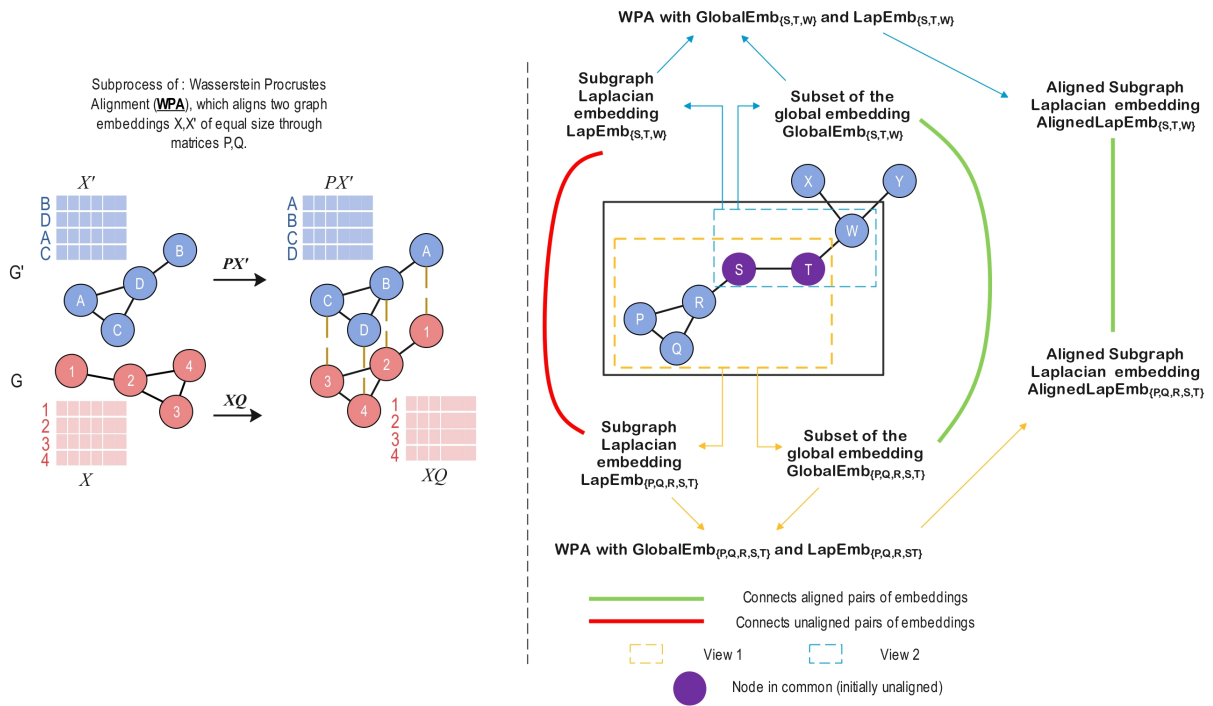 Subprocess of : Wasserstein Procrustes
Alignment (WPA), which aligns two graph
embeddings X,X' of equal size through
matrices P,Q.
X'
B
D
A
C
G'
A
D
B
C
PX'
PX'
A
B
C
D
A
B
C
D
1
2
3
4
G
1
2
4
3
XQ
1
2
3
4
X
1
2
3
4
XQ
WPA with GlobalEmb{S,T,W} and LapEmb{S,T,W}
Subgraph
Laplacian
embedding
LapEmb{S,T,W}
Subset of the
global embedding
GlobalEmb{S,T,W}
Aligned Subgraph
Laplacian embedding
AlignedLapEmb{S,T,W}
X
Y
W
S
T
R
P
Q
Aligned Subgraph
Laplacian embedding
AlignedLapEmb{P,Q,R,S,T}
Subgraph
Laplacian
embedding
LapEmb{P,Q,R,S,T}
Subset of the
global embedding
GlobalEmb{P,Q,R,S,T}
WPA with GlobalEmb{P,Q,R,S,T} and LapEmb{P,Q,R,ST}
Connects aligned pairs of embeddings
Connects unaligned pairs of embeddings
View 1
View 2
Node in common (initially unaligned)